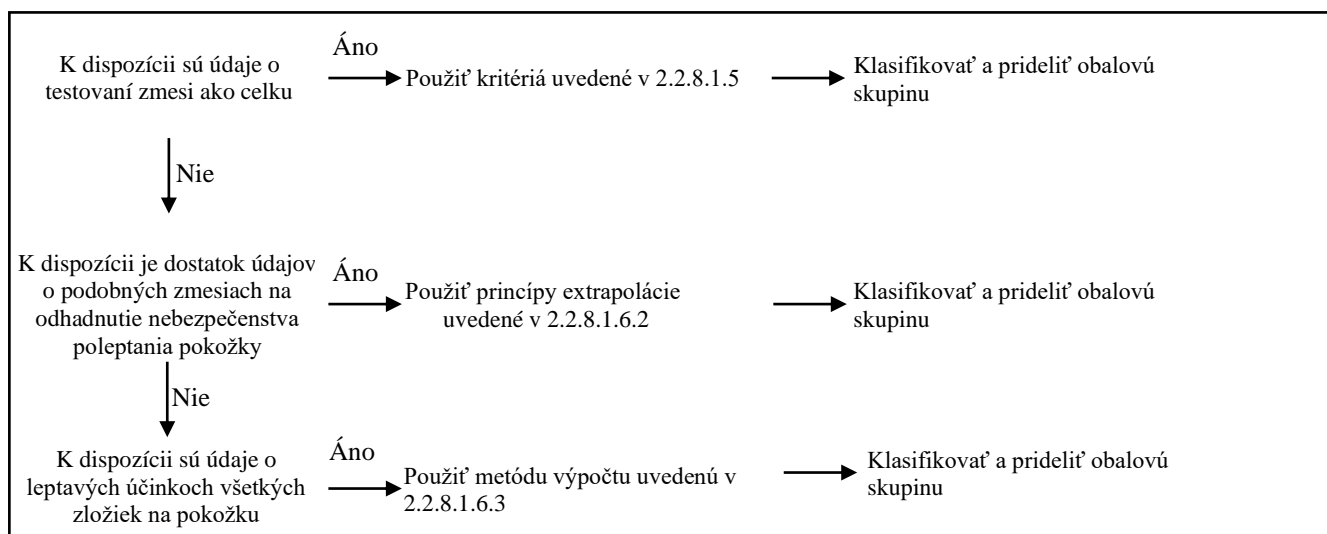 K dispozícii sú údaje o
testovaní zmesi ako celku
Áno
Použiť kritériá uvedené v 2.2.8.1.5
Klasifikovať a prideliť obalovú
skupinu
Nie
K dispozícii je dostatok údajov
o podobných zmesiach na
odhadnutie nebezpečenstva
poleptania pokožky
Áno
Použiť princípy extrapolácie
uvedené v 2.2.8.1.6.2
Klasifikovať a prideliť obalovú
skupinu
Nie
K dispozícii sú údaje o
leptavých účinkoch všetkých
zložiek na pokožku
Áno
Použiť metódu výpočtu uvedenú v
2.2.8.1.6.3
Klasifikovať a prideliť obalovú
skupinu